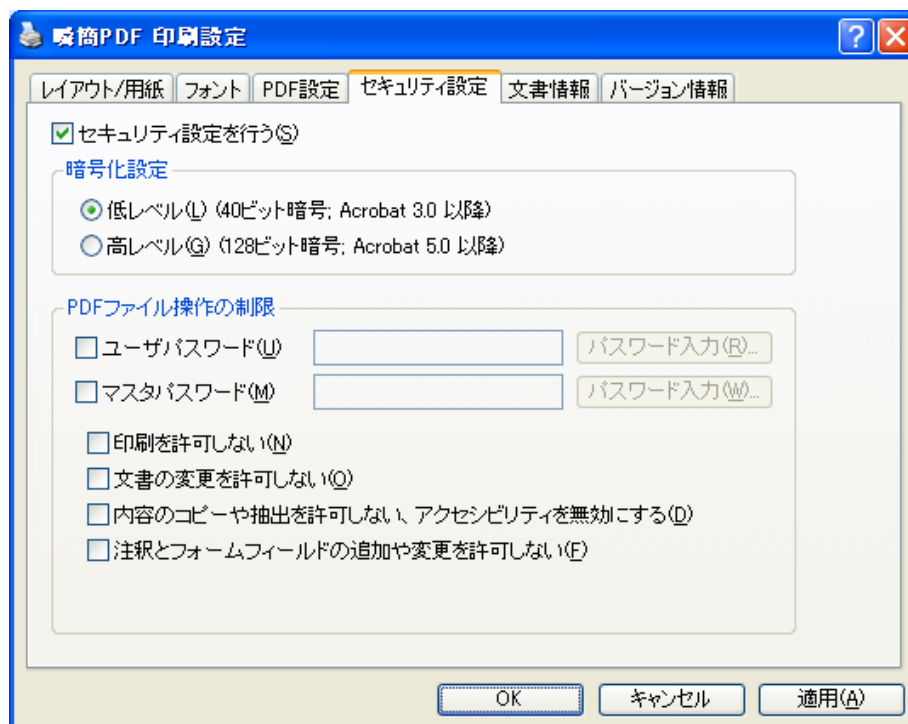 瞬簡PDF 印刷設定
レイアウト/用紙 フォント PDF設定 セキュリティ設定 文書情報 バージョン情報
セキュリティ設定を行う(S)
暗号化設定
低レベル(L) (40ビット暗号; Acrobat 3.0 以降)
高レベル(G) (128ビット暗号; Acrobat 5.0 以降)
PDFファイル操作の制限
ユーザパスワード(U) パスワード入力(R)...
マスタパスワード(M) パスワード入力(W)...
印刷を許可しない(N)
文書の変更を許可しない(O)
内容のコピーや抽出を許可しない、アクセシビリティを無効にする(D)
注釈とフォームフィールドの追加や変更を許可しない(F)
OK キャンセル 適用(A)